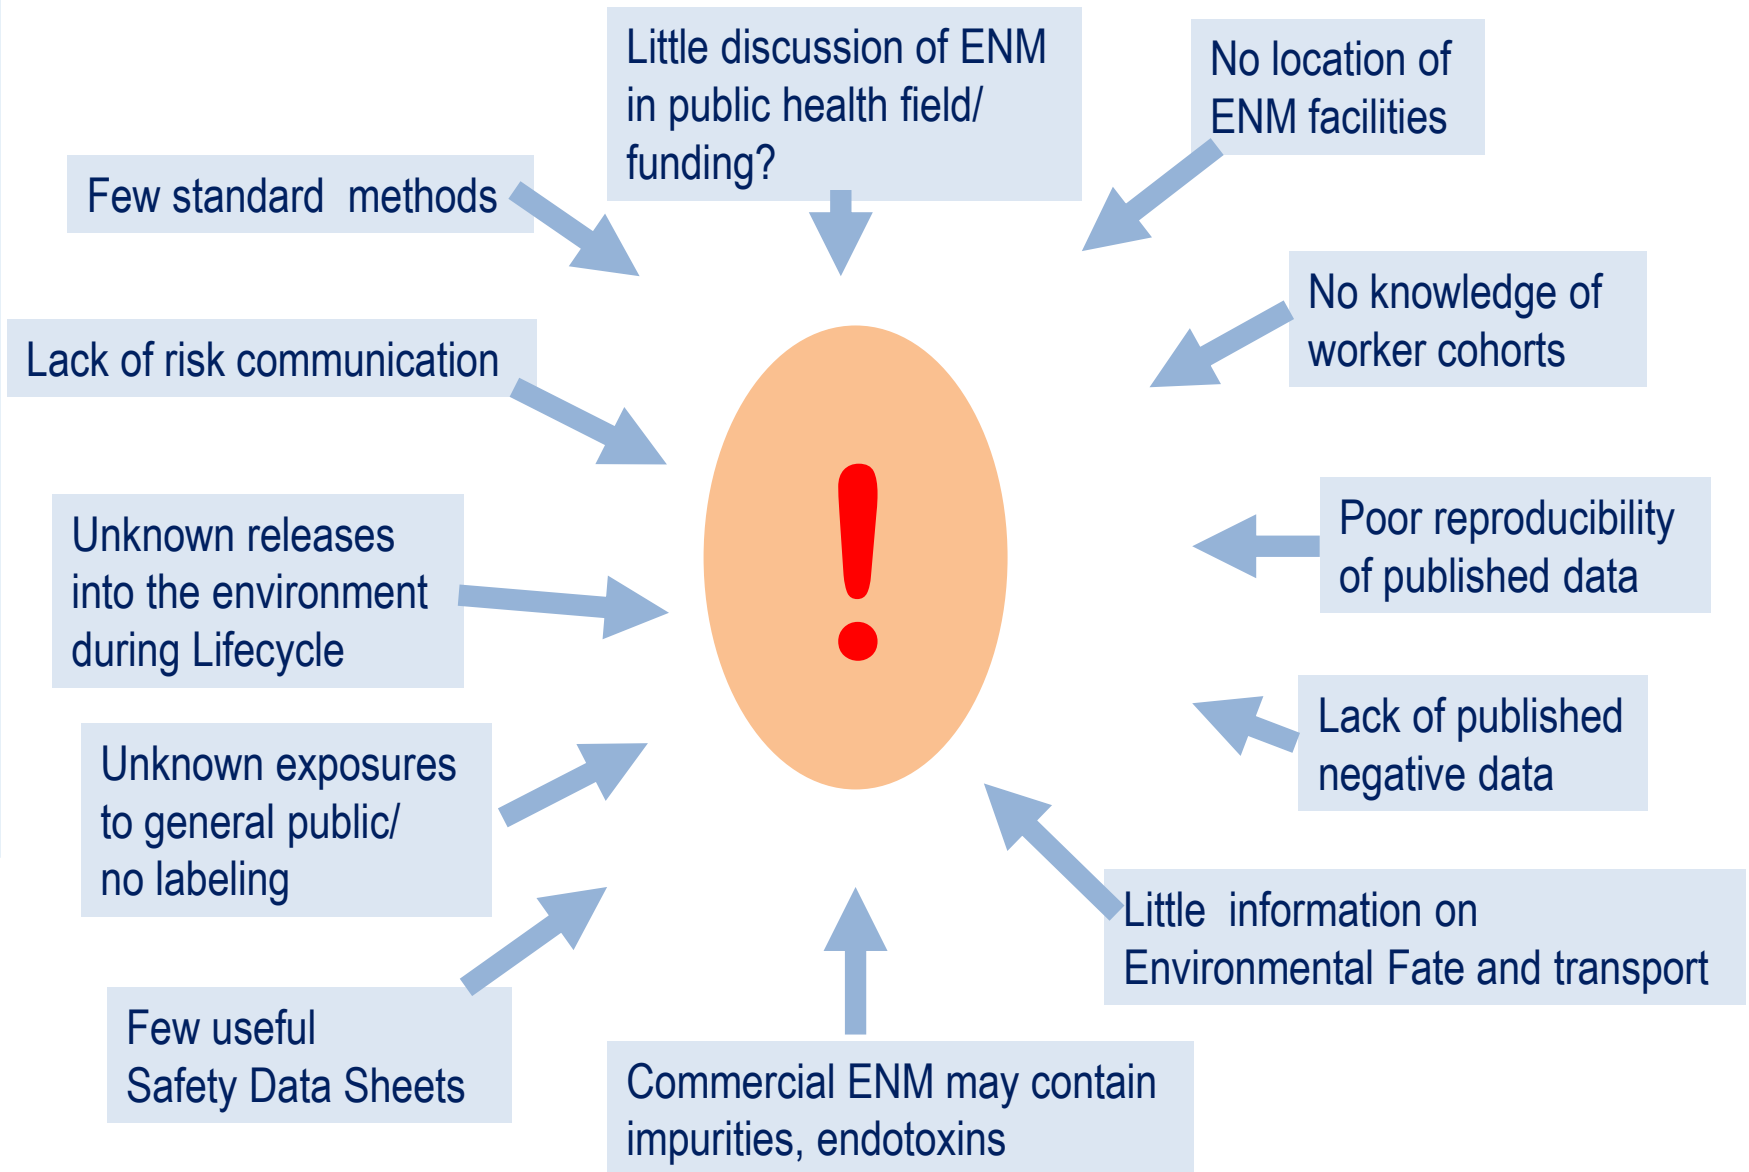 Little discussion of ENM
in public health field/
funding?
No location of
ENM facilities
Few standard  methods
No knowledge of
worker cohorts
Lack of risk communication
!
Unknown releases
into the environment
during Lifecycle
Poor reproducibility
of published data
Lack of published
negative data
Unknown exposures
to general public/
no labeling
Little  information on
Environmental Fate and transport
Few useful
Safety Data Sheets
Commercial ENM may contain
impurities, endotoxins